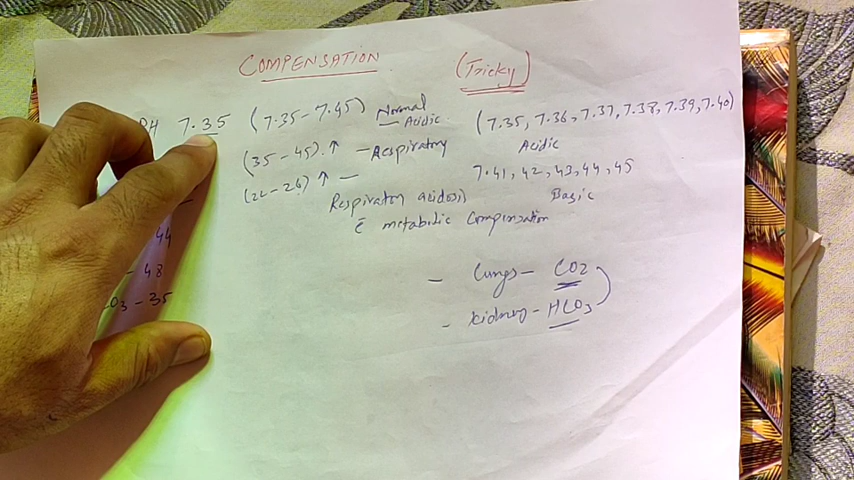 COMPENSATION (Tricky)
PH 7.35 (7.35-7.45) Normal
- Acidic
(7.35, 7.36, 7.37, 7.38, 7.39, 7.40)
Acidic
(35-45) ↑ - Respiratory
7.41, 42, 43, 44, 45
Basic
(22-26) ↑ -
Respiratory acidosis
c̄ metabolic Compensation
44
- 48
O3 - 35
- Lungs - CO2
- kidney - HCO3